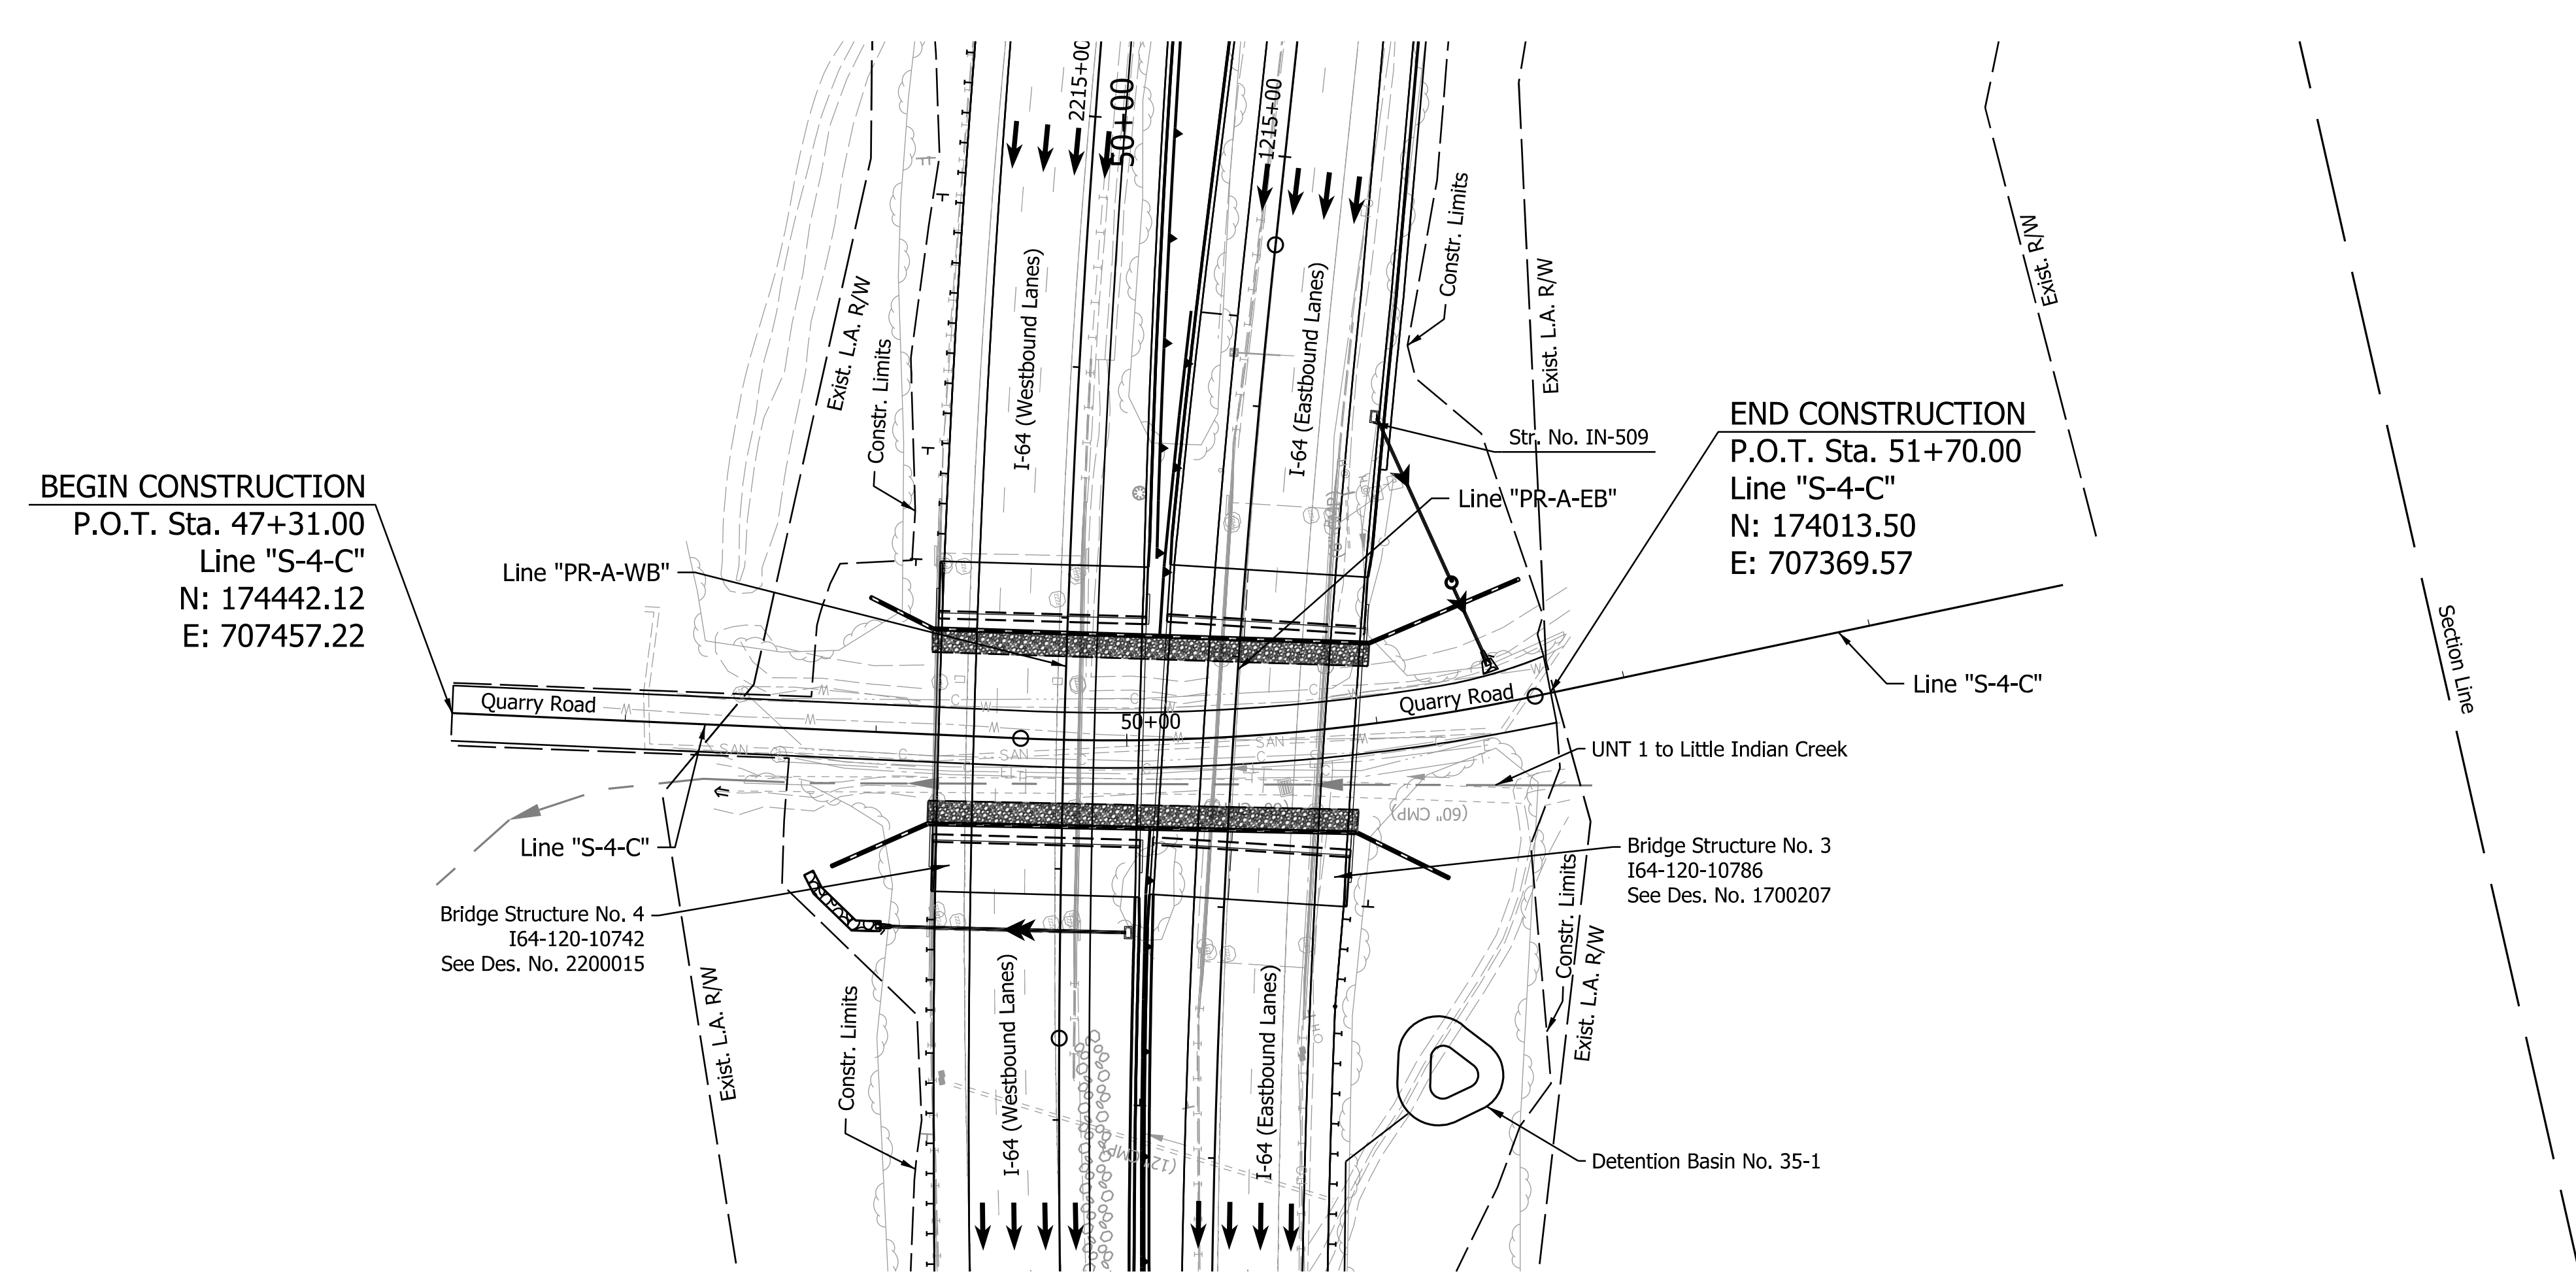 2215+00
50+00
1215+00
Exist. L.A. R/W
Constr. Limits
I-64 (Westbound Lanes)
I-64 (Eastbound Lanes)
Constr. Limits
Exist. L.A. R/W
Exist. R/W
Section Line
BEGIN CONSTRUCTION
P.O.T. Sta. 47+31.00
Line "S-4-C"
N: 174442.12
E: 707457.22
END CONSTRUCTION
P.O.T. Sta. 51+70.00
Line "S-4-C"
N: 174013.50
E: 707369.57
Str. No. IN-509
Line "PR-A-EB"
Line "PR-A-WB"
Quarry Road
W
W
W
W
C
C
W
W
50+00
W
W
Quarry Road
Line "S-4-C"
SAN
C
SAN
C
SAN
C
UNT 1 to Little Indian Creek
(60" CMP)
Line "S-4-C"
Bridge Structure No. 3
I64-120-10786
See Des. No. 1700207
Bridge Structure No. 4
I64-120-10742
See Des. No. 2200015
Exist. L.A. R/W
Constr. Limits
I-64 (Westbound Lanes)
I-64 (Eastbound Lanes)
Constr. Limits
Exist. L.A. R/W
(12" CMP)
Detention Basin No. 35-1